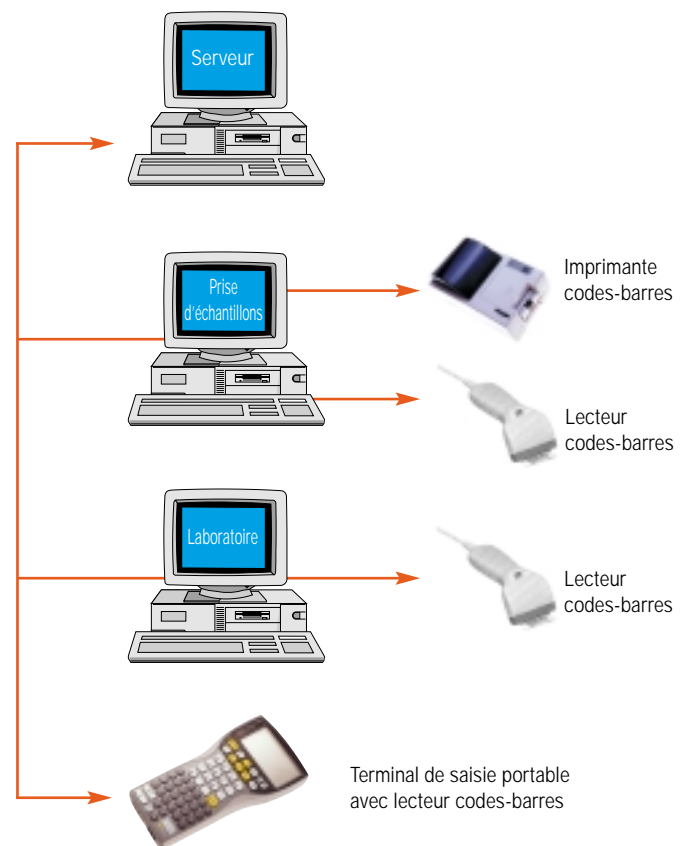 Serveur
Prise
d'échantillons
Imprimante
codes-barres
Lecteur
codes-barres
Laboratoire
Lecteur
codes-barres
Terminal de saisie portable
avec lecteur codes-barres